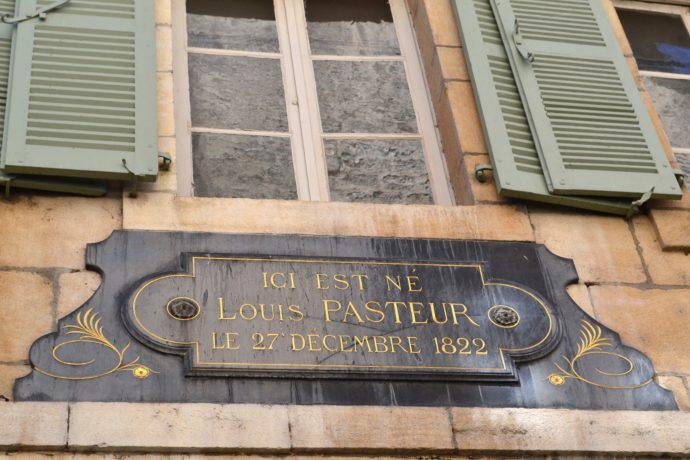 ICI EST NÉ
LOUIS PASTEUR
LE 27 DÉCEMBRE 1822